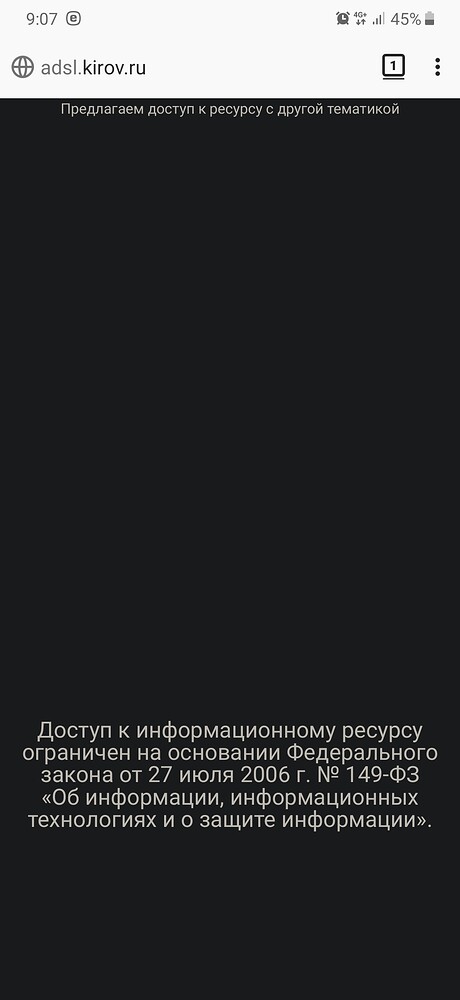 9:07
4G+
45%
adsl.kirov.ru
1
Предлагаем доступ к ресурсу с другой тематикой
Доступ к информационному ресурсу
ограничен на основании Федерального
закона от 27 июля 2006 г. № 149-ФЗ
«Об информации, информационных
технологиях и о защите информации».